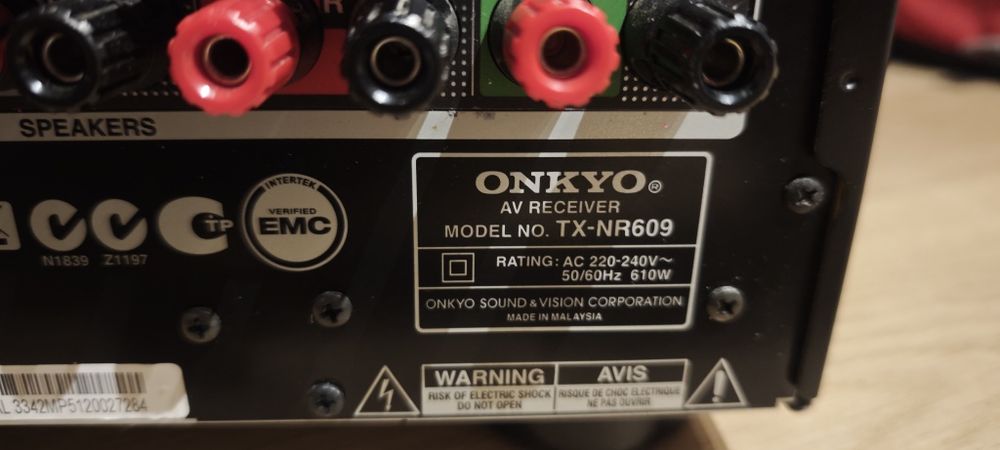 SPEAKERS
INTERTEK
VERIFIED
EMC
TP
N1839 Z1197
ONKYO®
AV RECEIVER
MODEL NO. TX-NR609
RATING: AC 220-240V~
50/60Hz 610W
ONKYO SOUND & VISION CORPORATION
MADE IN MALAYSIA
WARNING
RISK OF ELECTRIC SHOCK
DO NOT OPEN
AVIS
RISQUE DE CHOC ELECTRIQUE
NE PAS OUVRIR
3342MP5120027284